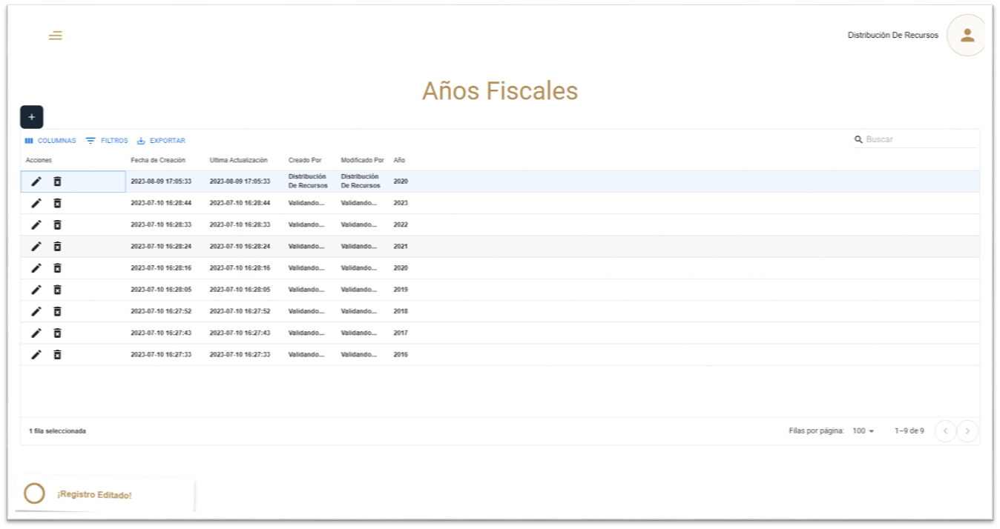 Distribución De Recursos
Años Fiscales
+
COLUMNAS FILTROS EXPORTAR Buscar
Acciones Fecha de Creación Ultima Actualización Creado Por Modificado Por Año
2023-08-09 17:05:33 2023-08-09 17:05:33 Distribución De Recursos Distribución De Recursos 2020
2023-07-10 16:28:44 2023-07-10 16:28:44 Validando... Validando... 2023
2023-07-10 16:28:33 2023-07-10 16:28:33 Validando... Validando... 2022
2023-07-10 16:28:24 2023-07-10 16:28:24 Validando... Validando... 2021
2023-07-10 16:28:16 2023-07-10 16:28:16 Validando... Validando... 2020
2023-07-10 16:28:05 2023-07-10 16:28:05 Validando... Validando... 2019
2023-07-10 16:27:52 2023-07-10 16:27:52 Validando... Validando... 2018
2023-07-10 16:27:43 2023-07-10 16:27:43 Validando... Validando... 2017
2023-07-10 16:27:33 2023-07-10 16:27:33 Validando... Validando... 2016
1 fila seleccionada Filas por página: 100 1–9 de 9
¡Registro Editado!